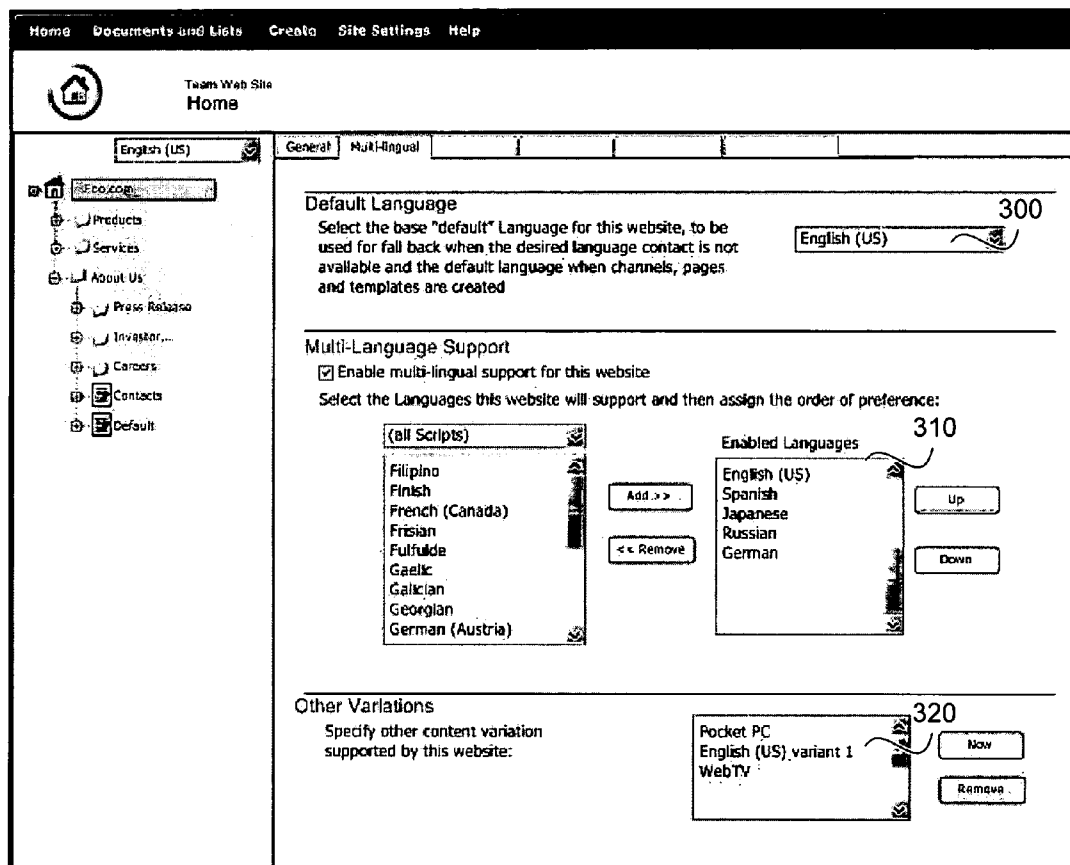 Home Documents and Lists Create Site Settings Help
Team Web Site
Home
English (US)
General Multi-lingual
Eco.com
Products
Services
About Us
Press Release
Investor,...
Careers
Contacts
Default
Default Language
300
Select the base "default" Language for this website, to be
used for fall back when the desired language contact is not
available and the default language when channels, pages
and templates are created
English (US)
Multi-Language Support
Enable multi-lingual support for this website
Select the Languages this website will support and then assign the order of preference:
(all Scripts)
Filipino
Finish
French (Canada)
Frisian
Fulfulde
Gaelic
Galician
Georgian
German (Austria)
Add >>
<< Remove
Enabled Languages
310
English (US)
Spanish
Japanese
Russian
German
Up
Down
Other Variations
Specify other content variation
supported by this website:
320
Pocket PC
English (US) variant 1
WebTV
Now
Remove